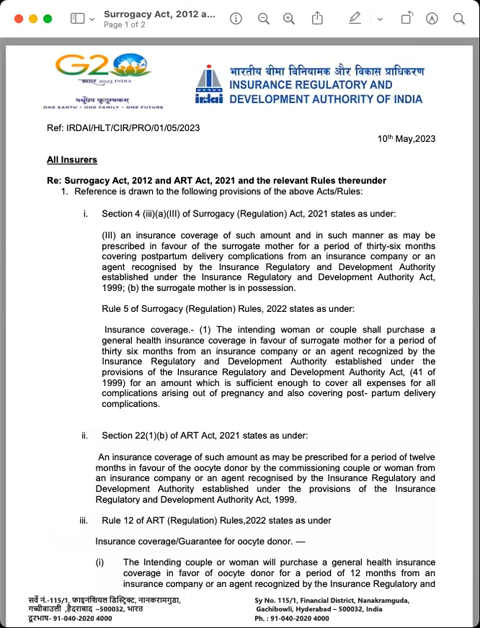 Surrogacy Act, 2012 a...
Page 1 of 2
G20
भारत 2023 INDIA
वसुधैव कुटुम्बकम्
ONE EARTH • ONE FAMILY • ONE FUTURE
irdai
भारतीय बीमा विनियामक और विकास प्राधिकरण
INSURANCE REGULATORY AND
DEVELOPMENT AUTHORITY OF INDIA
Ref: IRDAI/HLT/CIR/PRO/01/05/2023
10th May,2023
All Insurers
Re: Surrogacy Act, 2012 and ART Act, 2021 and the relevant Rules thereunder
1. Reference is drawn to the following provisions of the above Acts/Rules:
i. Section 4 (iii)(a)(III) of Surrogacy (Regulation) Act, 2021 states as under:
(III) an insurance coverage of such amount and in such manner as may be
prescribed in favour of the surrogate mother for a period of thirty-six months
covering postpartum delivery complications from an insurance company or an
agent recognised by the Insurance Regulatory and Development Authority
established under the Insurance Regulatory and Development Authority Act,
1999; (b) the surrogate mother is in possession.
Rule 5 of Surrogacy (Regulation) Rules, 2022 states as under:
Insurance coverage.- (1) The intending woman or couple shall purchase a
general health insurance coverage in favour of surrogate mother for a period of
thirty six months from an insurance company or an agent recognized by the
Insurance Regulatory and Development Authority established under the
provisions of the Insurance Regulatory and Development Authority Act, (41 of
1999) for an amount which is sufficient enough to cover all expenses for all
complications arising out of pregnancy and also covering post- partum delivery
complications.
ii. Section 22(1)(b) of ART Act, 2021 states as under:
An insurance coverage of such amount as may be prescribed for a period of twelve
months in favour of the oocyte donor by the commissioning couple or woman from
an insurance company or an agent recognised by the Insurance Regulatory and
Development Authority established under the provisions of the Insurance
Regulatory and Development Authority Act, 1999.
iii. Rule 12 of ART (Regulation) Rules,2022 states as under
Insurance coverage/Guarantee for oocyte donor. —
(i) The Intending couple or woman will purchase a general health insurance
coverage in favour of oocyte donor for a period of 12 months from an
insurance company or an agent recognized by the Insurance Regulatory and
सर्वे नं.-115/1, फाइनेंशियल डिस्ट्रिक्ट, नानकरामगुडा,
गच्चीबाउली ,हैदराबाद –500032, भारत
दूरभाष- 91-040-2020 4000
Sy No. 115/1, Financial District, Nanakramguda,
Gachibowli, Hyderabad – 500032, India
Ph. : 91-040-2020 4000